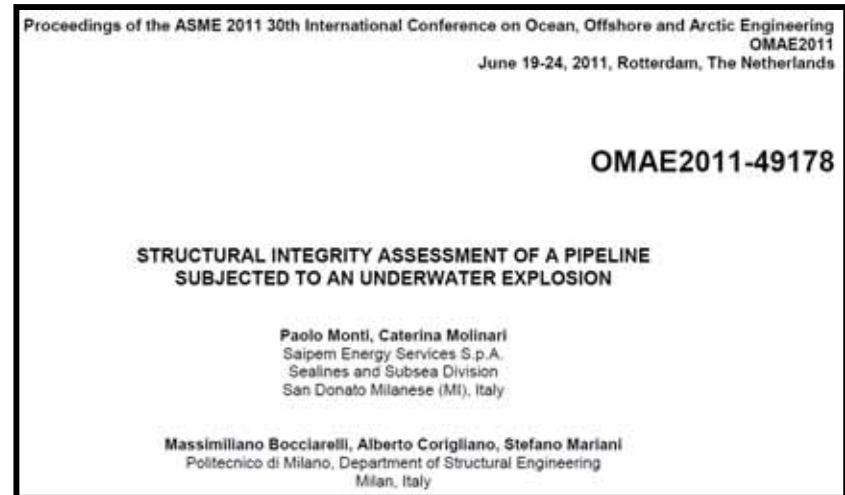 Proceedings of the ASME 2011 30th International Conference on Ocean, Offshore and Arctic Engineering
OMAE2011
June 19-24, 2011, Rotterdam, The Netherlands
OMAE2011-49178
STRUCTURAL INTEGRITY ASSESSMENT OF A PIPELINE
SUBJECTED TO AN UNDERWATER EXPLOSION
Paolo Monti, Caterina Molinari
Saipem Energy Services S.p.A.
Sealines and Subsea Division
San Donato Milanese (MI), Italy
Massimiliano Bocciarelli, Alberto Corigliano, Stefano Mariani
Politecnico di Milano, Department of Structural Engineering
Milan, Italy